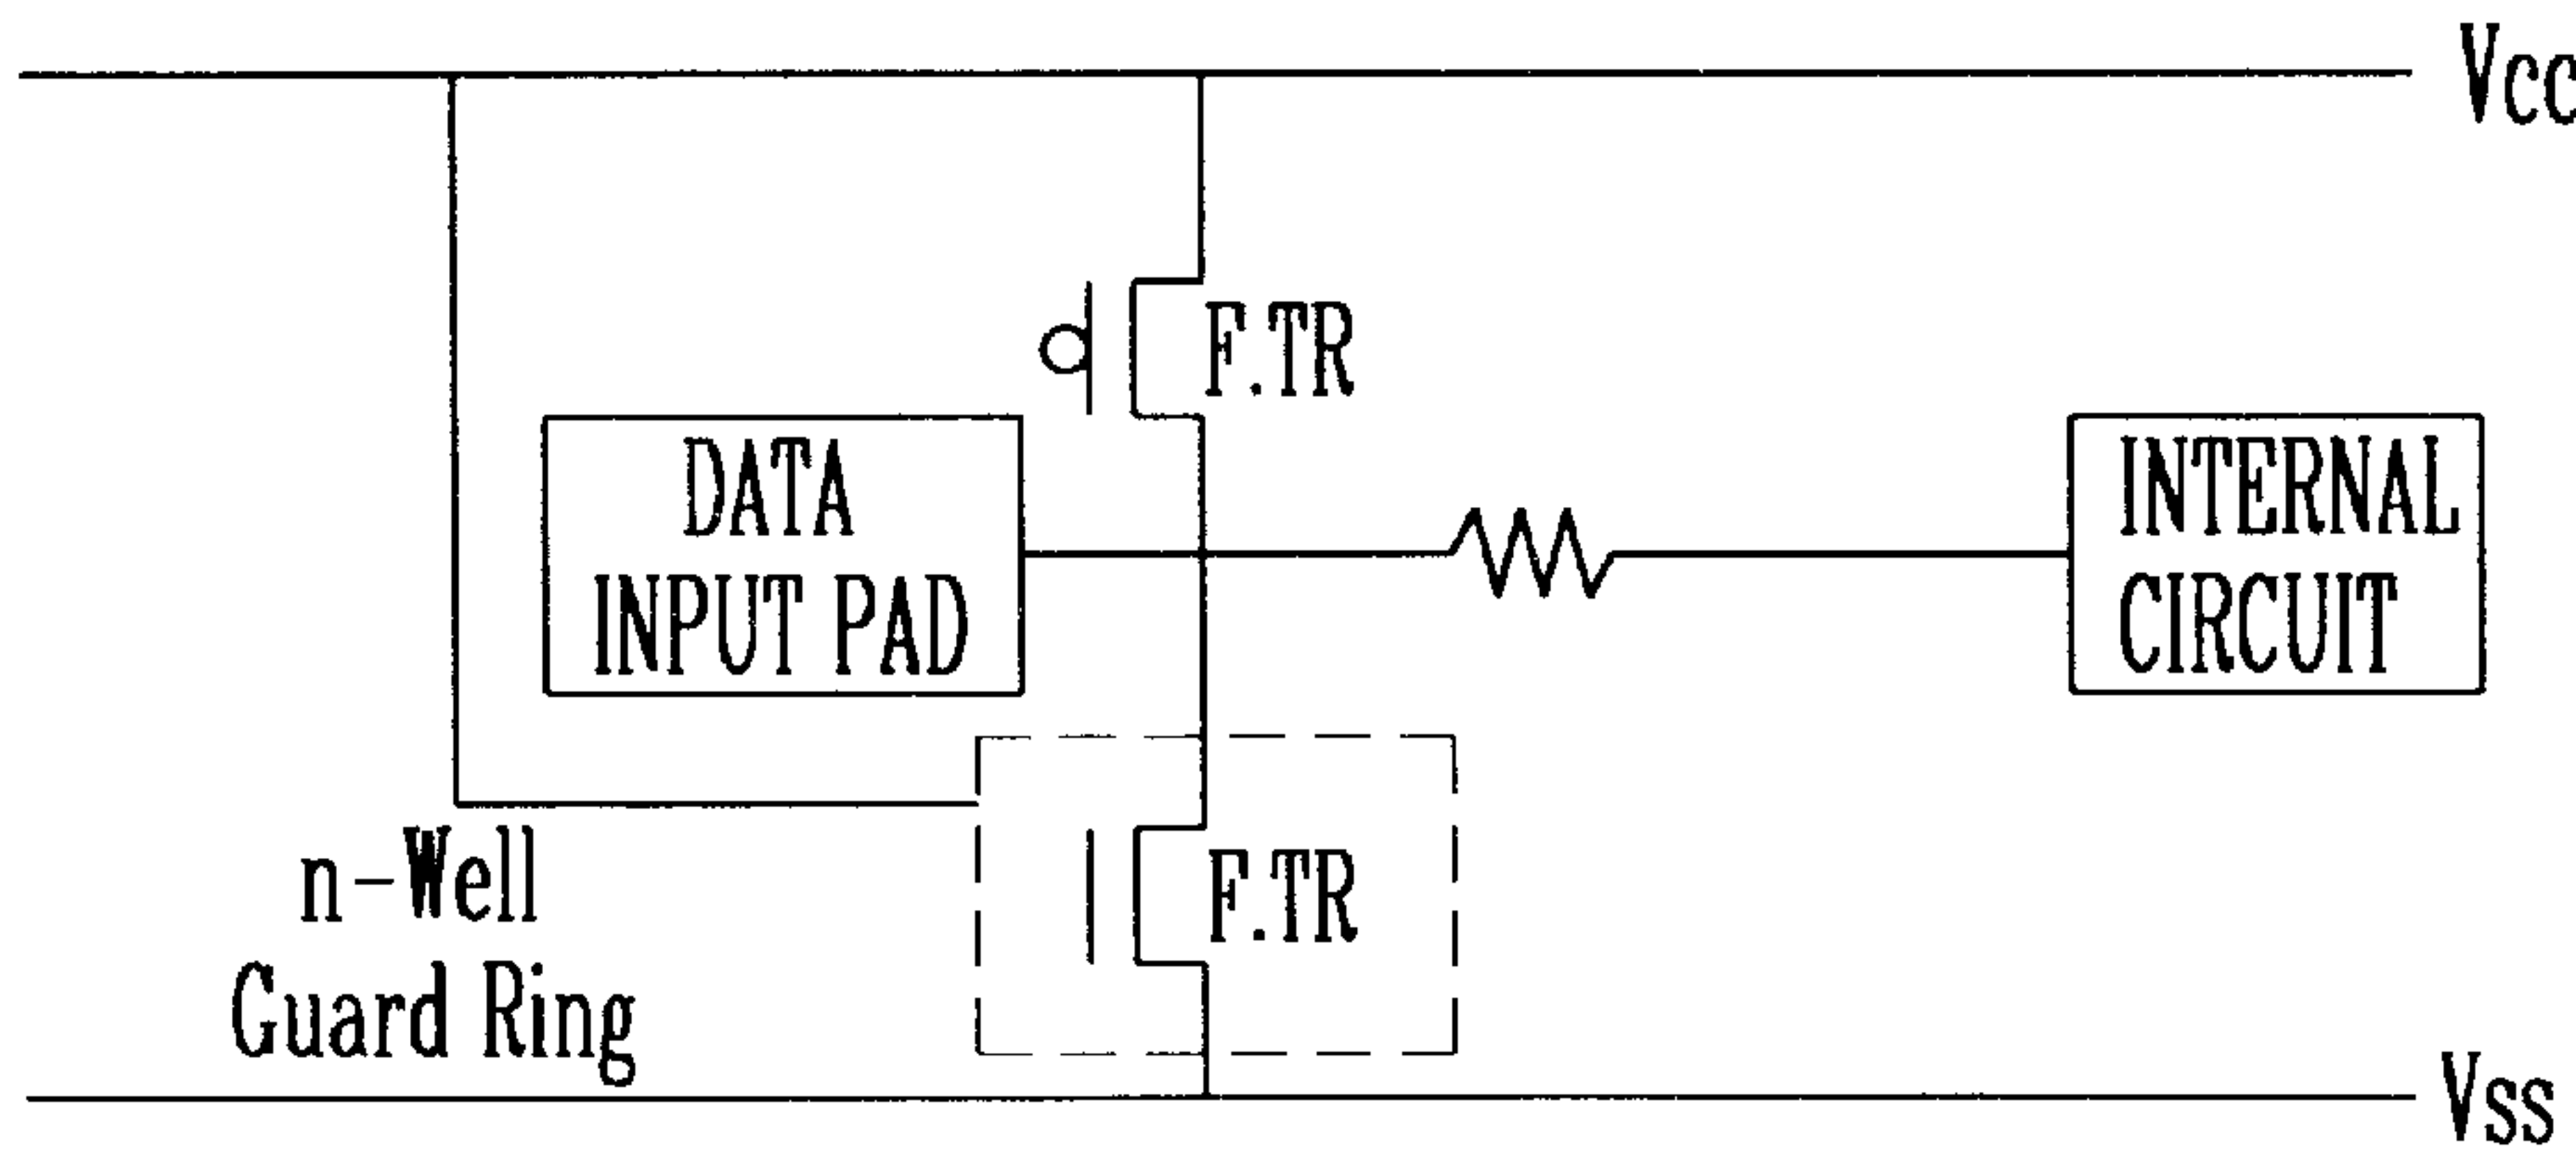 Vcc
F.TR
DATA
INPUT PAD
INTERNAL
CIRCUIT
n-Well
Guard Ring
F.TR
Vss